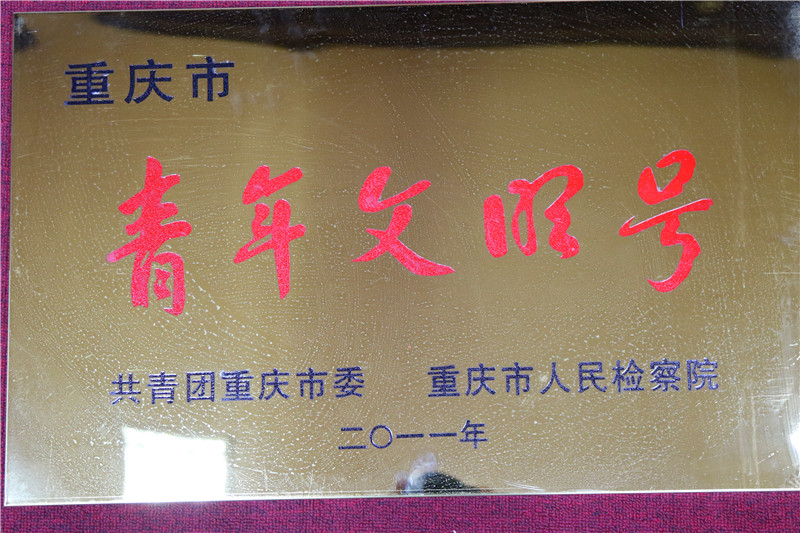 重庆市
青年文明号
共青团重庆市委 重庆市人民检察院
二〇一一年